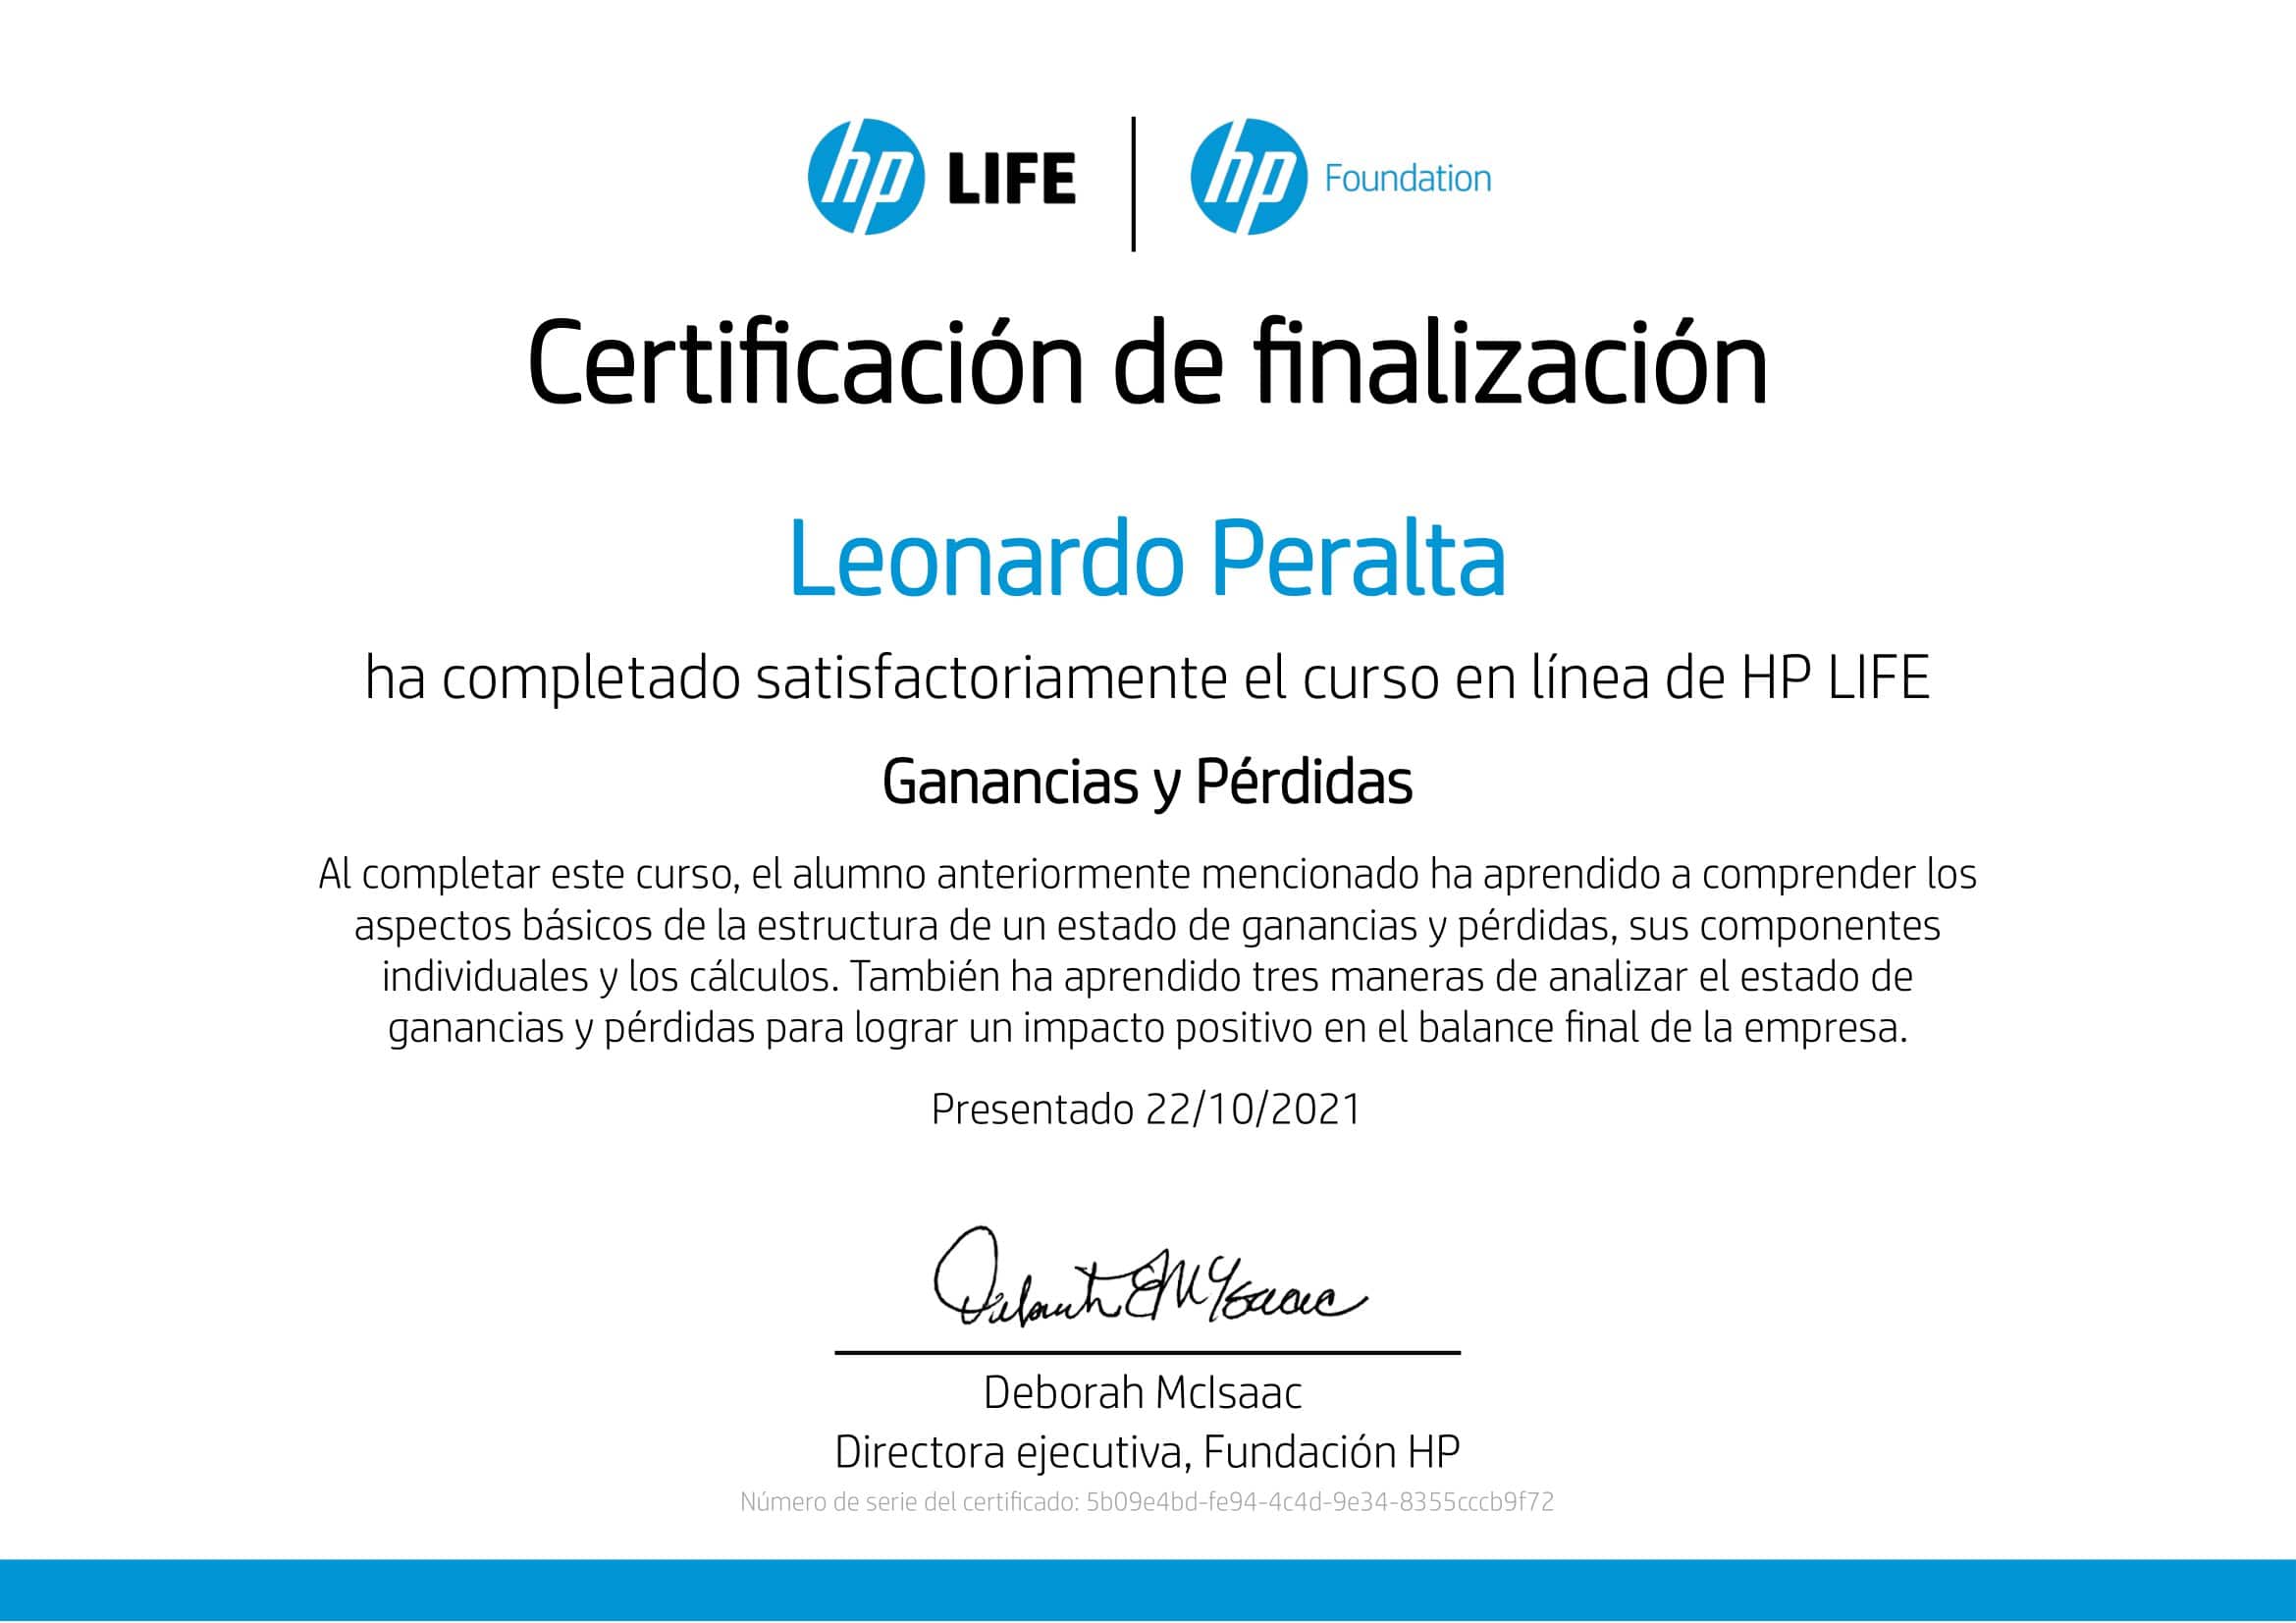 hp LIFE | hp Foundation
Certificación de finalización
Leonardo Peralta
ha completado satisfactoriamente el curso en línea de HP LIFE
Ganancias y Pérdidas
Al completar este curso, el alumno anteriormente mencionado ha aprendido a comprender los
aspectos básicos de la estructura de un estado de ganancias y pérdidas, sus componentes
individuales y los cálculos. También ha aprendido tres maneras de analizar el estado de
ganancias y pérdidas para lograr un impacto positivo en el balance final de la empresa.
Presentado 22/10/2021
Deborah McIsaac
Directora ejecutiva, Fundación HP
Número de serie del certificado: 5b09e4bd-fe94-4c4d-9e34-8355cccb9f72